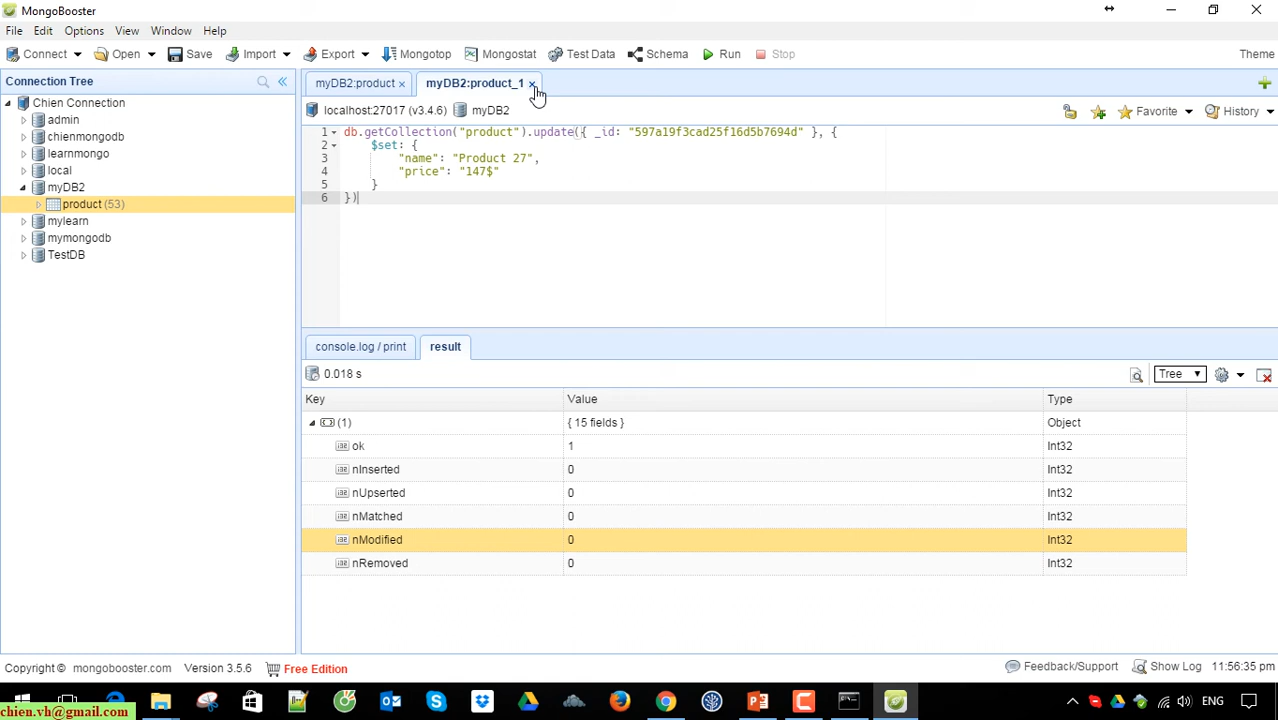 MongoBooster
File Edit Options View Window Help
Connect Open Save Import Export Mongotop Mongostat Test Data Schema Run Stop Theme
Connection Tree
myDB2:product × myDB2:product_1 ×
Chien Connection
admin
chienmongodb
learnmongo
local
myDB2
product (53)
mylearn
mymongodb
TestDB
localhost:27017 (v3.4.6) myDB2 Favorite History
1 db.getCollection("product").update({ _id: "597a19f3cad25f16d5b7694d" }, {
2 $set: {
3 "name": "Product 27",
4 "price": "147$"
5 }
6 })
console.log / print result
0.018 s Tree
Key Value Type
(1) { 15 fields } Object
ok 1 Int32
nInserted 0 Int32
nUpserted 0 Int32
nMatched 0 Int32
nModified 0 Int32
nRemoved 0 Int32
Copyright © mongobooster.com Version 3.5.6 Free Edition Feedback/Support Show Log 11:56:35 pm
ENG
chien.vh@gmail.com